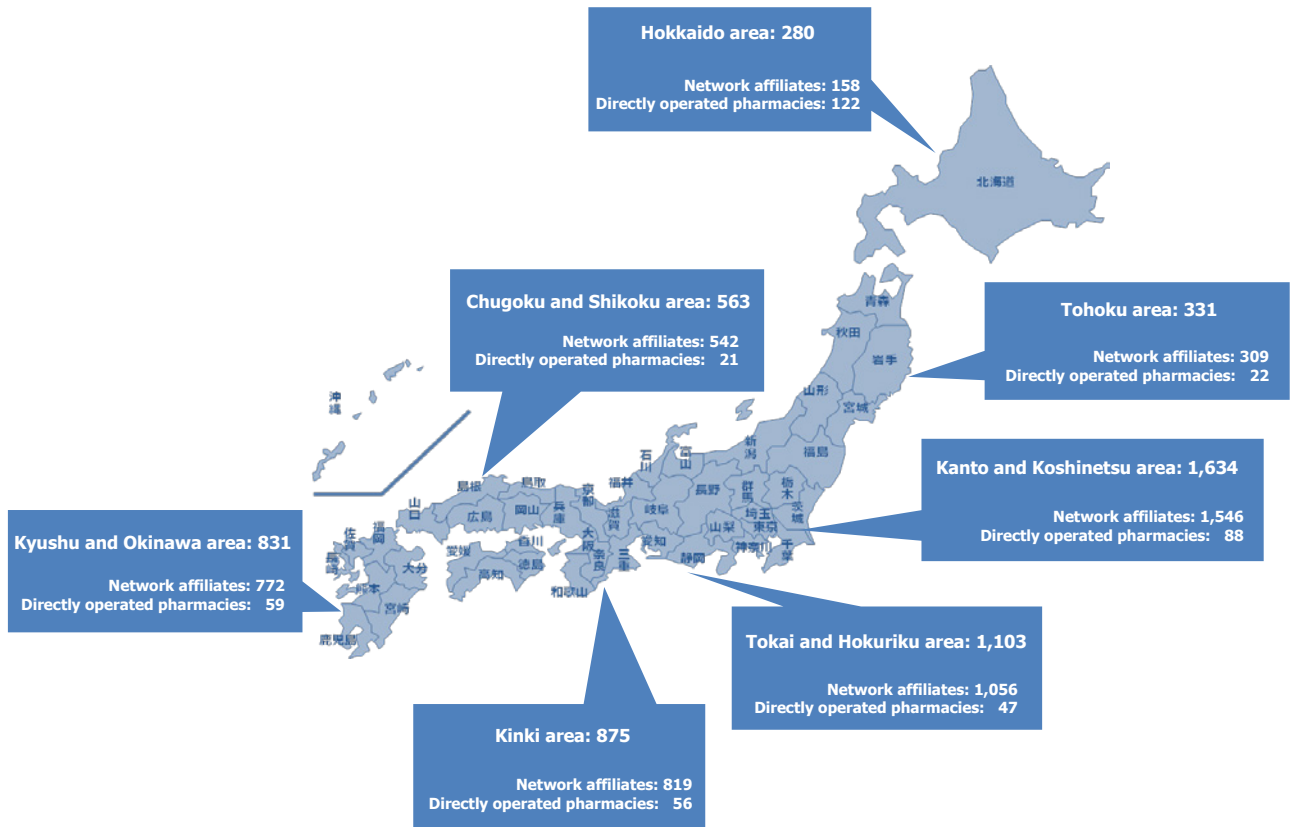 Hokkaido area: 280
Network affiliates: 158
Directly operated pharmacies: 122
北海道
Chugoku and Shikoku area: 563
Network affiliates: 542
Directly operated pharmacies: 21
Tohoku area: 331
Network affiliates: 309
Directly operated pharmacies: 22
青森
秋田
岩手
山形
宮城
沖縄
新潟
福島
Kanto and Koshinetsu area: 1,634
Network affiliates: 1,546
Directly operated pharmacies: 88
石川
富山
福井
長野
群馬
栃木
茨城
埼玉
東京
山梨
神奈川
千葉
岐阜
愛知
静岡
島根
鳥取
京都
滋賀
山口
広島
岡山
兵庫
大阪
奈良
三重
和歌山
香川
愛媛
徳島
高知
Kyushu and Okinawa area: 831
Network affiliates: 772
Directly operated pharmacies: 59
佐賀
福岡
長崎
大分
熊本
宮崎
鹿児島
Tokai and Hokuriku area: 1,103
Network affiliates: 1,056
Directly operated pharmacies: 47
Kinki area: 875
Network affiliates: 819
Directly operated pharmacies: 56